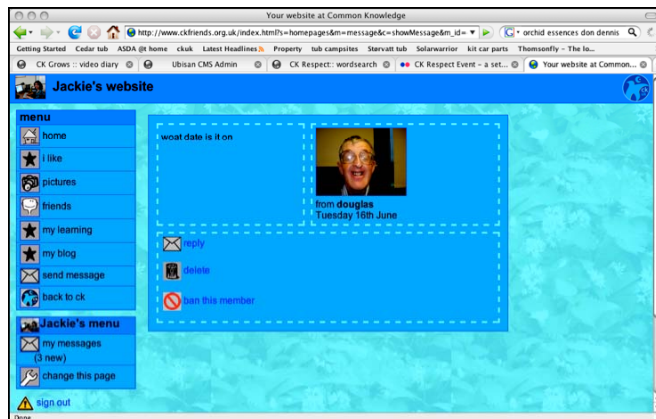 Your website at Common Knowledge
http://www.ckfriends.org.uk/index.html?s=homepages&m=message&c=showMessage&m_id=
orchid essences don dennis
Getting Started Cedar tub ASDA @t home ckuk Latest Headlines Property tub campsites Starvatt tub Solarwarrior kit car parts Thomsonfly – The lo...
CK Grows :: video diary Ubisan CMS Admin CK Respect:: wordsearch CK Respect Event – a set... Your website at Common...
Jackie's website
menu
home
i like
pictures
friends
my learning
my blog
send message
back to ck
Jackie's menu
my messages
(3 new)
change this page
sign out
woat date is it on
from douglas
Tuesday 16th June
reply
delete
ban this member
Done